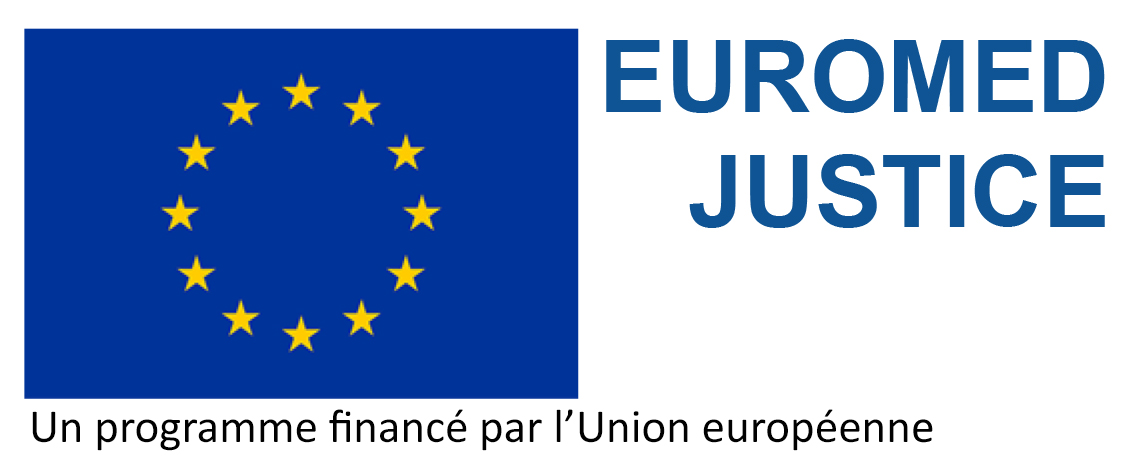 EUROMED
JUSTICE
Un programme financé par l’Union européenne